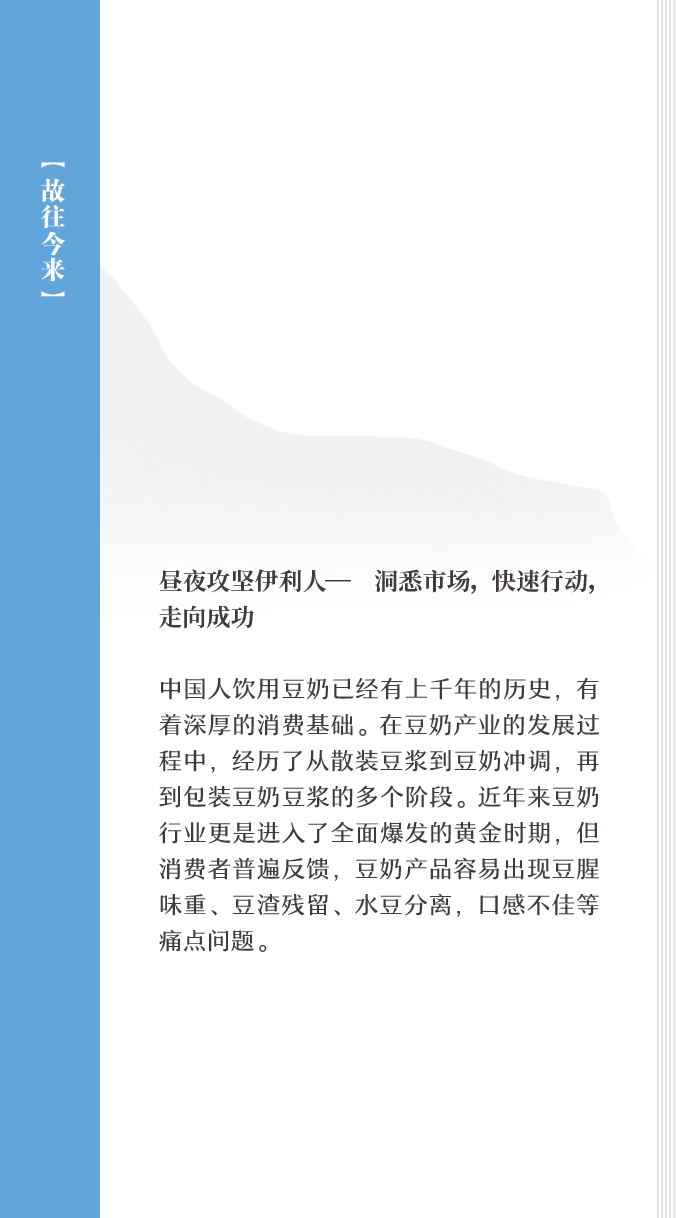 【故往今来】
昼夜攻坚伊利人— 洞悉市场，快速行动，
走向成功
中国人饮用豆奶已经有上千年的历史，有
着深厚的消费基础。在豆奶产业的发展过
程中，经历了从散装豆浆到豆奶冲调，再
到包装豆奶豆浆的多个阶段。近年来豆奶
行业更是进入了全面爆发的黄金时期，但
消费者普遍反馈，豆奶产品容易出现豆腥
味重、豆渣残留、水豆分离，口感不佳等
痛点问题。